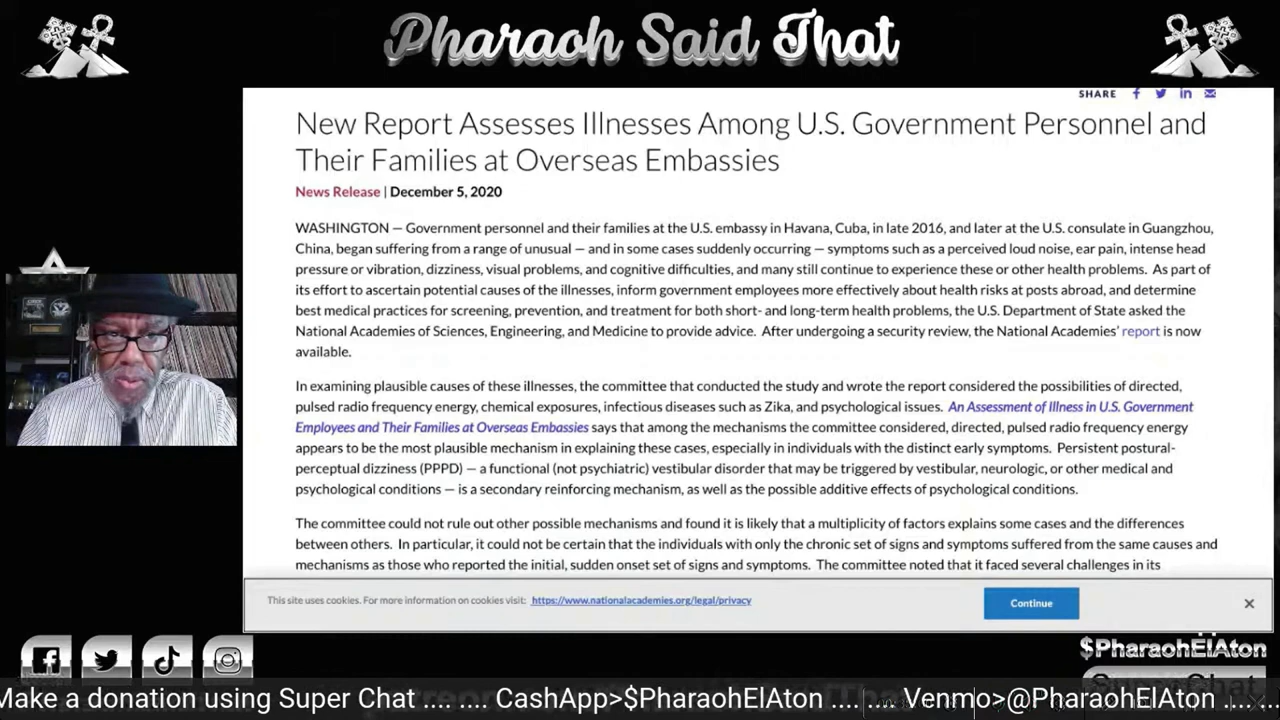 Pharaoh Said That
SHARE
New Report Assesses Illnesses Among U.S. Government Personnel and
Their Families at Overseas Embassies
News Release | December 5, 2020
WASHINGTON — Government personnel and their families at the U.S. embassy in Havana, Cuba, in late 2016, and later at the U.S. consulate in Guangzhou,
China, began suffering from a range of unusual — and in some cases suddenly occurring — symptoms such as a perceived loud noise, ear pain, intense head
pressure or vibration, dizziness, visual problems, and cognitive difficulties, and many still continue to experience these or other health problems. As part of
its effort to ascertain potential causes of the illnesses, inform government employees more effectively about health risks at posts abroad, and determine
best medical practices for screening, prevention, and treatment for both short- and long-term health problems, the U.S. Department of State asked the
National Academies of Sciences, Engineering, and Medicine to provide advice. After undergoing a security review, the National Academies’ report is now
available.
In examining plausible causes of these illnesses, the committee that conducted the study and wrote the report considered the possibilities of directed,
pulsed radio frequency energy, chemical exposures, infectious diseases such as Zika, and psychological issues. An Assessment of Illness in U.S. Government
Employees and Their Families at Overseas Embassies says that among the mechanisms the committee considered, directed, pulsed radio frequency energy
appears to be the most plausible mechanism in explaining these cases, especially in individuals with the distinct early symptoms. Persistent postural-
perceptual dizziness (PPPD) — a functional (not psychiatric) vestibular disorder that may be triggered by vestibular, neurologic, or other medical and
psychological conditions — is a secondary reinforcing mechanism, as well as the possible additive effects of psychological conditions.
The committee could not rule out other possible mechanisms and found it is likely that a multiplicity of factors explains some cases and the differences
between others. In particular, it could not be certain that the individuals with only the chronic set of signs and symptoms suffered from the same causes and
mechanisms as those who reported the initial, sudden onset set of signs and symptoms. The committee noted that it faced several challenges in its
This site uses cookies. For more information on cookies visit: https://www.nationalacademies.org/legal/privacy
Continue
$PharaohElAton
Make a donation using Super Chat .... .... CashApp>$PharaohElAton .... .... Venmo>@PharaohElAton .... ...